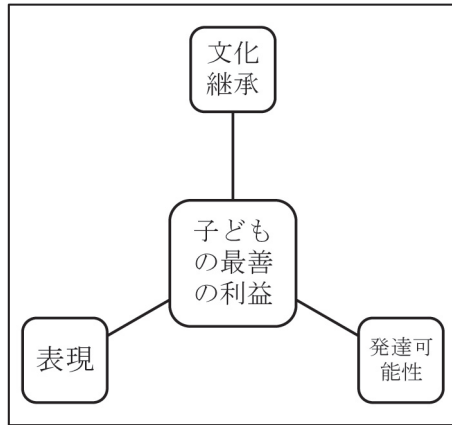 文化
継承
子ども
の最善
の利益
表現
発達可
能性